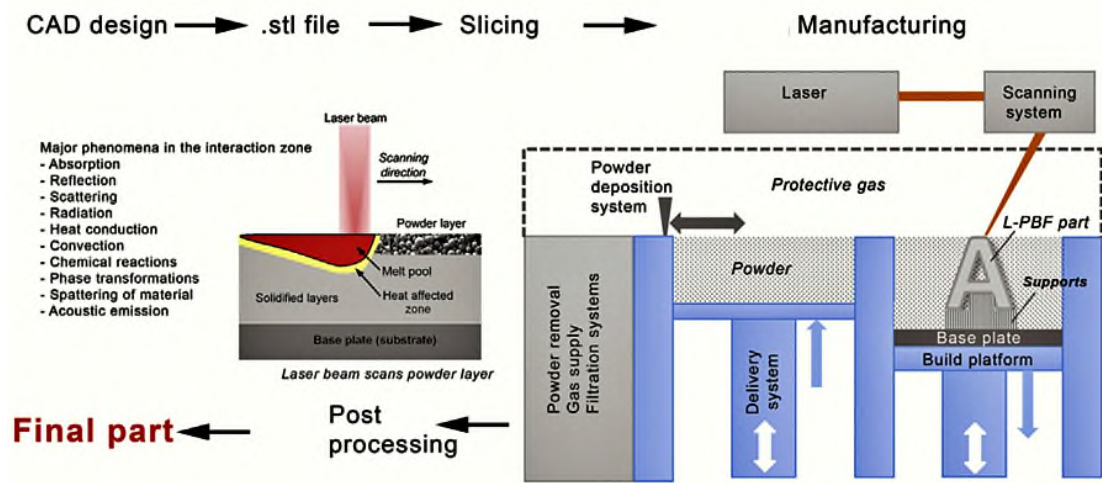 CAD design
.stl file
Slicing
Manufacturing
Laser
Scanning
system
Laser beam
Scanning
direction
Major phenomena in the interaction zone
- Absorption
- Reflection
- Scattering
- Radiation
- Heat conduction
- Convection
- Chemical reactions
- Phase transformations
- Spattering of material
- Acoustic emission
Powder layer
Melt pool
Heat affected
zone
Solidified layers
Base plate (substrate)
Laser beam scans powder layer
Powder
deposition
system
Protective gas
L-PBF part
Powder
Supports
Base plate
Build platform
Powder removal
Gas supply
Filtration systems
Delivery
system
Post
processing
Final part